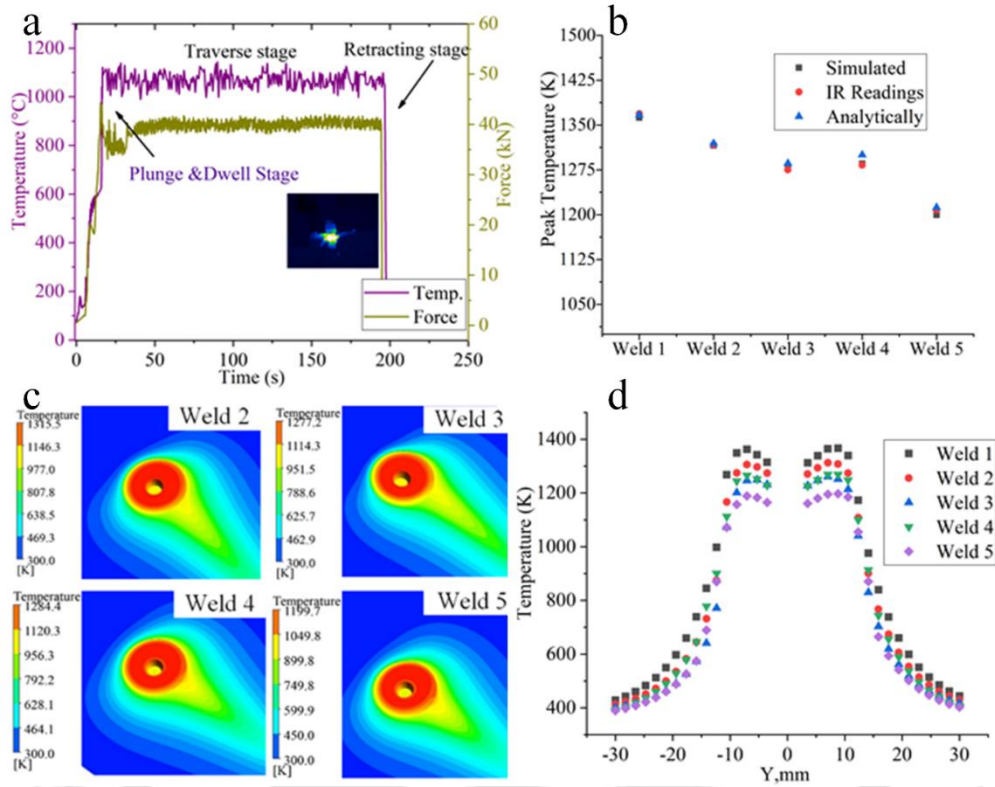 a
Temperature (°C)
1200
1000
800
600
400
200
0
Traverse stage
Retracting stage
Plunge &Dwell Stage
Temp.
Force
60
50
40
30
20
10
0
Force (kN)
0 50 100 150 200 250
Time (s)
b
Peak Temperature (K)
1500
1425
1350
1275
1200
1125
1050
Simulated
IR Readings
Analytically
Weld 1 Weld 2 Weld 3 Weld 4 Weld 5
c
Temperature
1315.5
1146.3
977.0
807.8
638.5
469.3
300.0
[K]
Weld 2
Temperature
1277.2
1114.3
951.5
788.6
625.7
462.9
300.0
[K]
Weld 3
Temperature
1284.4
1120.3
956.3
792.2
628.1
464.1
300.0
[K]
Weld 4
Temperature
1199.7
1049.8
899.8
749.8
599.9
450.0
300.0
[K]
Weld 5
d
Temperature (K)
1400
1200
1000
800
600
400
Weld 1
Weld 2
Weld 3
Weld 4
Weld 5
-30 -20 -10 0 10 20 30
Y,mm